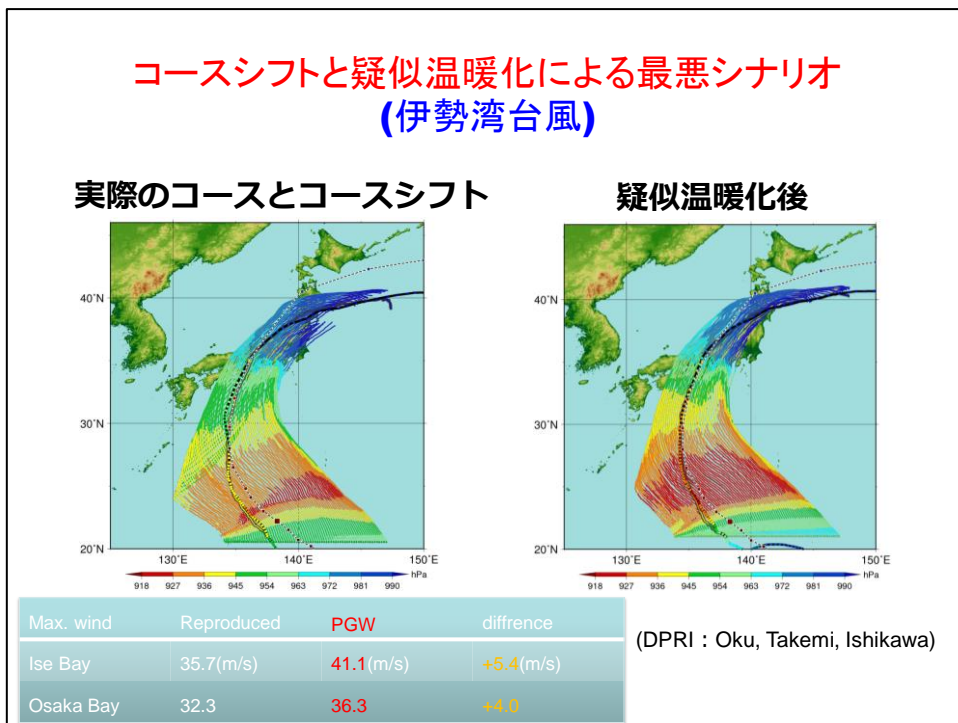 コースシフトと疑似温暖化による最悪シナリオ
(伊勢湾台風)
実際のコースとコースシフト
疑似温暖化後
40˚N
30˚N
20˚N
130˚E 140˚E 150˚E
918 927 936 945 954 963 972 981 990 hPa
40˚N
30˚N
20˚N
130˚E 140˚E 150˚E
918 927 936 945 954 963 972 981 990 hPa
Max. wind Reproduced PGW diffrence
Ise Bay 35.7(m/s) 41.1(m/s) +5.4(m/s)
Osaka Bay 32.3 36.3 +4.0
(DPRI：Oku, Takemi, Ishikawa)